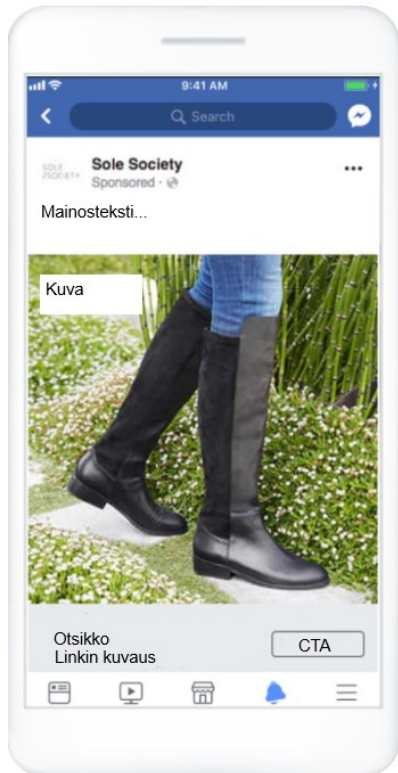 9:41 AM
Search
SOLE
/SOCIETY
Sole Society
Sponsored ·
Mainosteksti...
Kuva
Otsikko
Linkin kuvaus
CTA